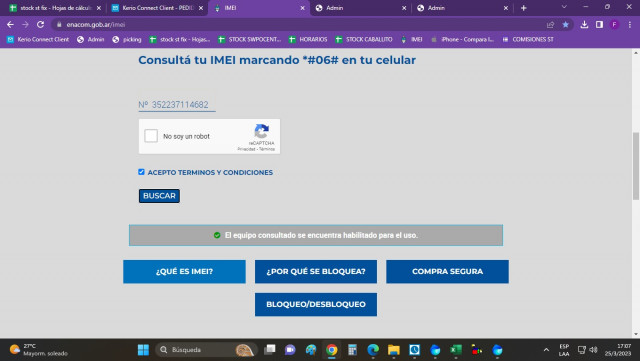 stock st fix - Hojas de cálcul
Kerio Connect Client - PEDID
IMEI
Admin
Admin
enacom.gob.ar/imei
Kerio Connect Client
Admin
picking
stock st fix - Hojas...
STOCK SWPOCENT...
HORARIOS
STOCK CABALLITO
IMEI
iPhone - Compara l...
COMISIONES ST
Consultá tu IMEI marcando *#06# en tu celular
Nº 352237114682
No soy un robot
reCAPTCHA
Privacidad - Términos
ACEPTO TERMINOS Y CONDICIONES
BUSCAR
El equipo consultado se encuentra habilitado para el uso.
¿QUÉ ES IMEI?
¿POR QUÉ SE BLOQUEA?
COMPRA SEGURA
BLOQUEO/DESBLOQUEO
27°C
Mayorm. soleado
Búsqueda
ESP
LAA
17:07
25/3/2023